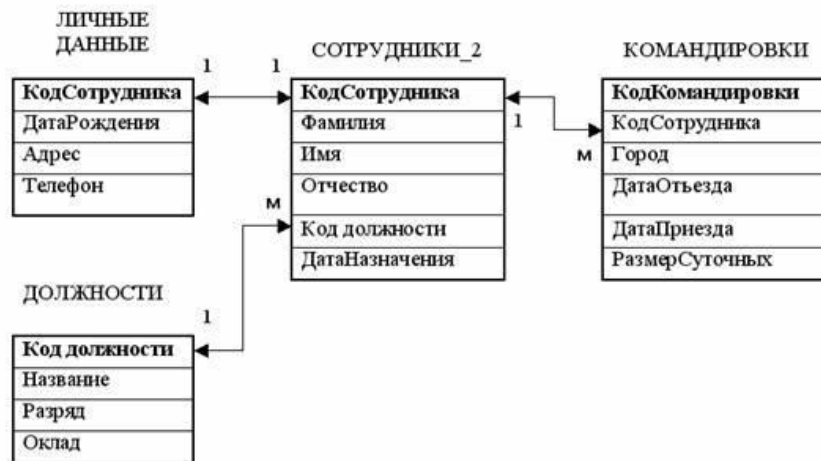 ЛИЧНЫЕ
ДАННЫЕ
1
КодСотрудника
ДатаРождения
Адрес
Телефон
СОТРУДНИКИ_2
1
КодСотрудника
Фамилия
Имя
Отчество
Код должности
ДатаНазначения
1
м
м
КОМАНДИРОВКИ
КодКомандировки
КодСотрудника
Город
ДатаОтьезда
ДатаПриезда
РазмерСуточных
ДОЛЖНОСТИ
1
Код должности
Название
Разряд
Оклад